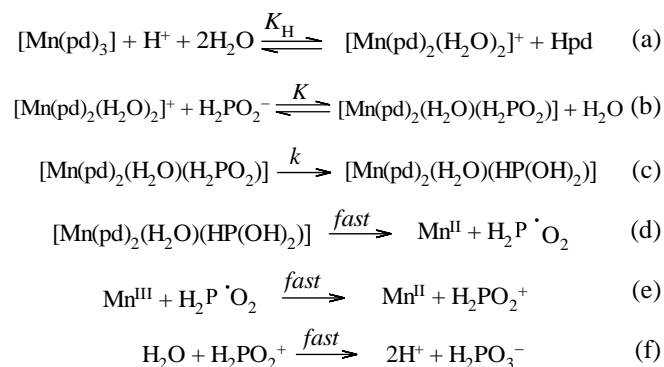 [Mn(pd)₃] + H⁺ + 2H₂O ⇌ K_H [Mn(pd)₂(H₂O)₂]⁺ + Hpd (a)
[Mn(pd)₂(H₂O)₂]⁺ + H₂PO₂⁻ ⇌ K [Mn(pd)₂(H₂O)(H₂PO₂)] + H₂O (b)
[Mn(pd)₂(H₂O)(H₂PO₂)] k → [Mn(pd)₂(H₂O)(HP(OH)₂)] (c)
[Mn(pd)₂(H₂O)(HP(OH)₂)] fast → Mnᴵᴵ + H₂P˙O₂ (d)
Mnᴵᴵᴵ + H₂P˙O₂ fast → Mnᴵᴵ + H₂PO₂⁺ (e)
H₂O + H₂PO₂⁺ fast → 2H⁺ + H₂PO₃⁻ (f)